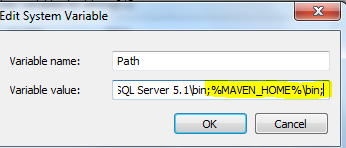 Edit System Variable
Variable name:
Path
Variable value:
SQL Server 5.1\bin;%MAVEN_HOME%\bin;
OK
Cancel